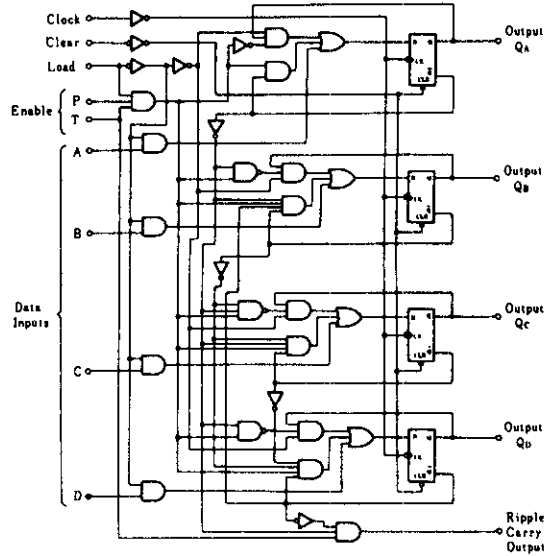 Clock
Clear
Load
Enable
P
T
Data
Inputs
A
B
C
D
Output
QA
Output
QB
Output
QC
Output
QD
Ripple
Carry
Output